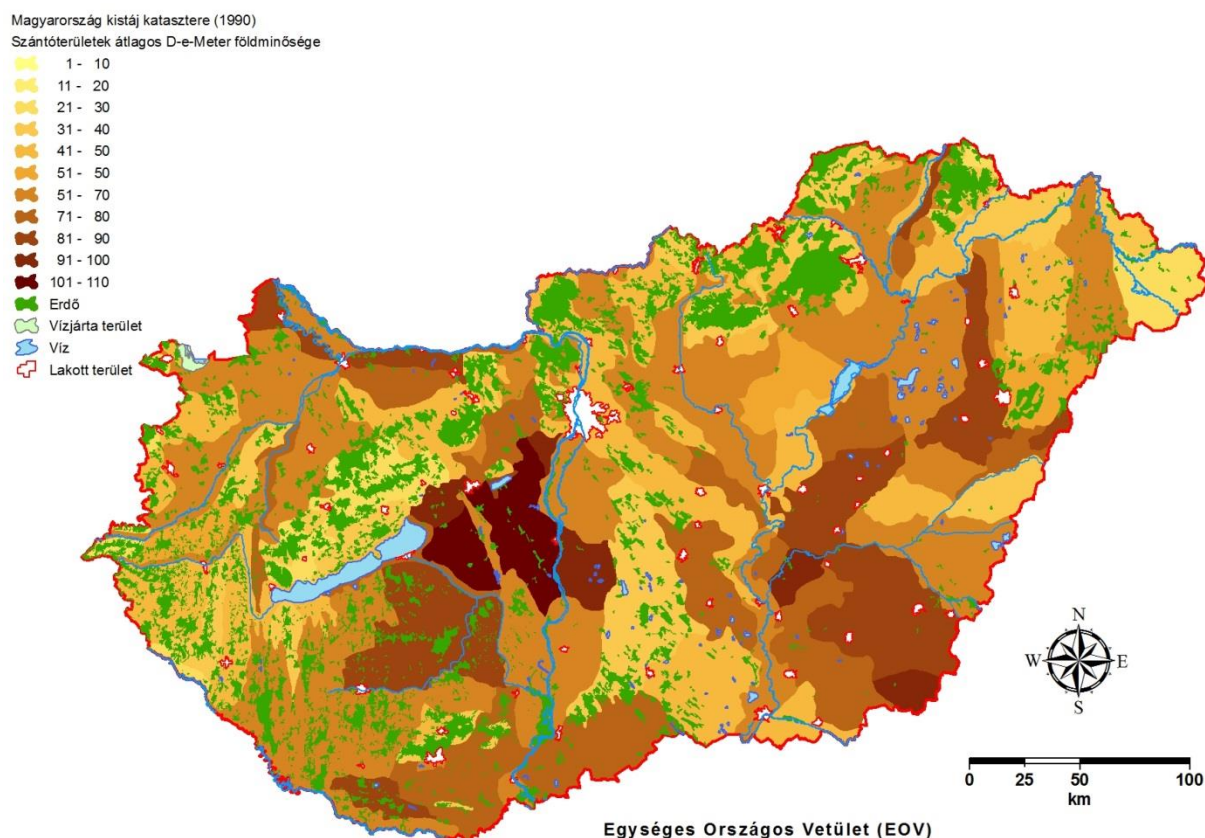 Magyarország kistáj katasztere (1990)
Szántóterületek átlagos D-e-Meter földminősége
1 - 10
11 - 20
21 - 30
31 - 40
41 - 50
51 - 50
51 - 70
71 - 80
81 - 90
91 - 100
101 - 110
Erdő
Vízjárta terület
Víz
Lakott terület
N
W E
S
0 25 50 100
km
Egységes Országos Vetület (EOV)